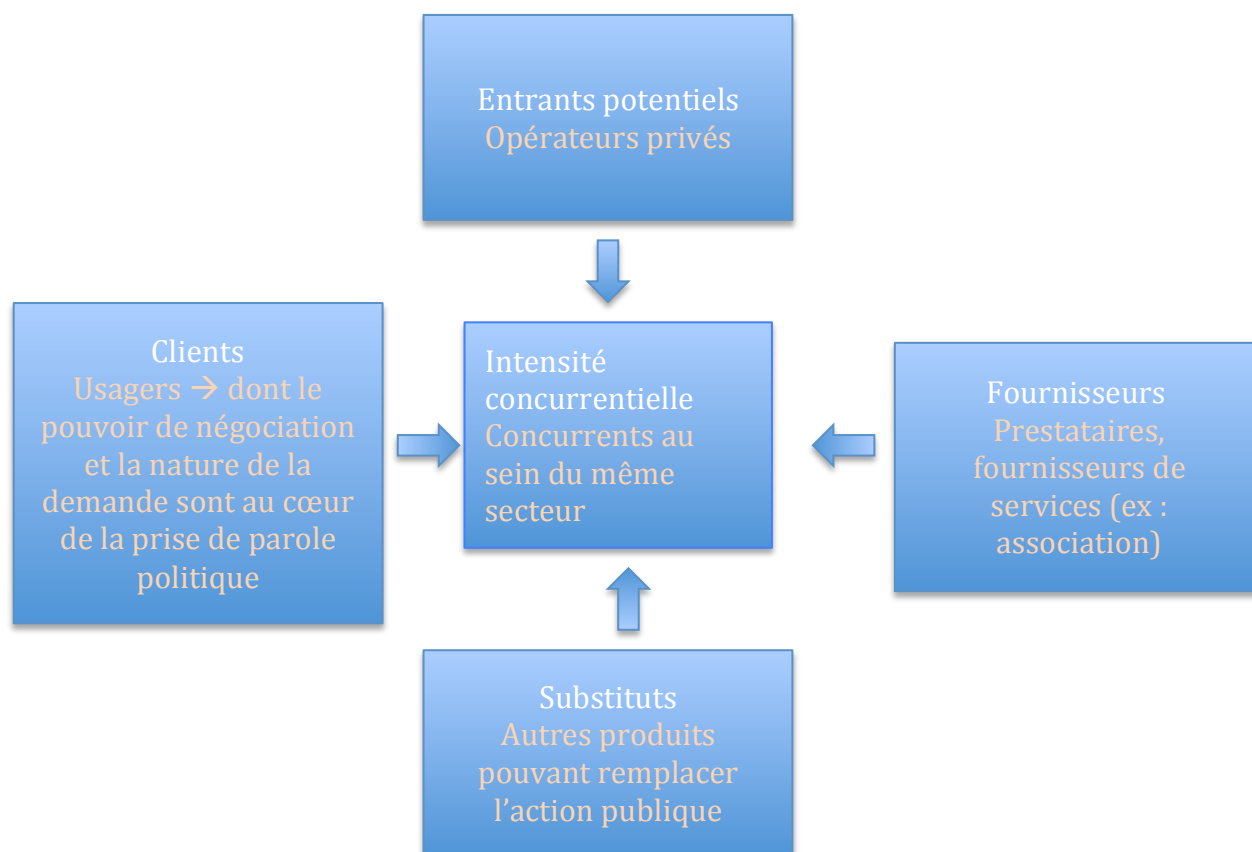 Entrants potentiels
Opérateurs privés
Clients
Usagers → dont le
pouvoir de négociation
et la nature de la
demande sont au cœur
de la prise de parole
politique
Intensité
concurrentielle
Concurrents au
sein du même
secteur
Fournisseurs
Prestataires,
fournisseurs de
services (ex :
association)
Substituts
Autres produits
pouvant remplacer
l’action publique